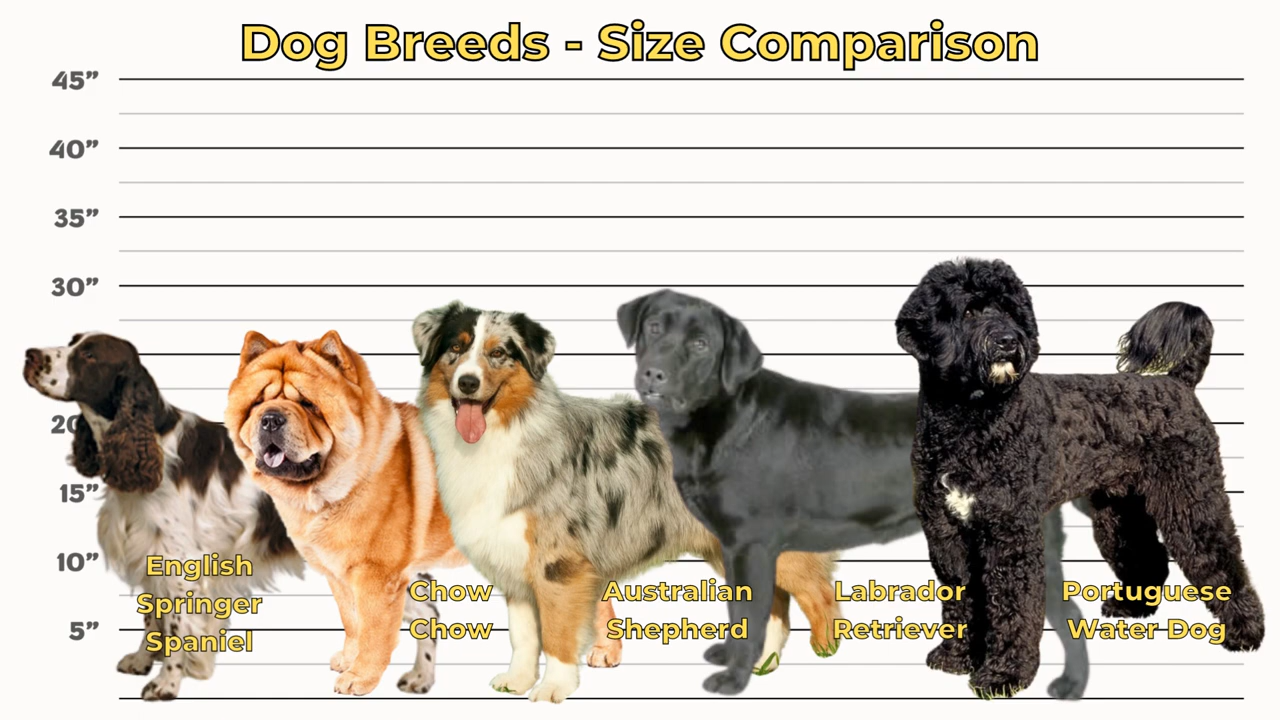 Dog Breeds - Size Comparison
45”
40”
35”
30”
20
15”
10”
5”
English
Springer
Spaniel
Chow
Chow
Australian
Shepherd
Labrador
Retriever
Portuguese
Water Dog